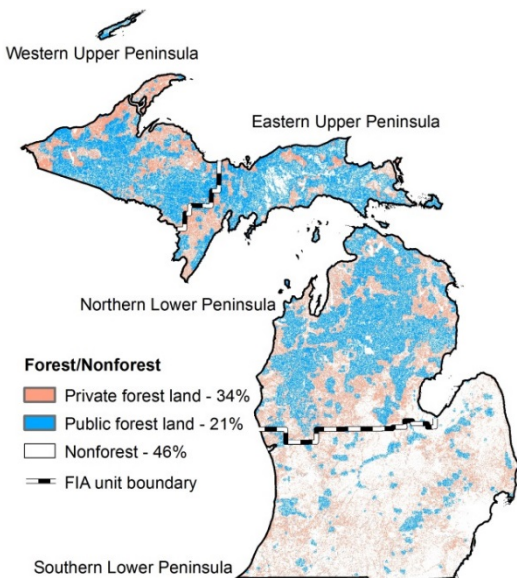 Western Upper Peninsula
Eastern Upper Peninsula
Northern Lower Peninsula
Forest/Nonforest
Private forest land - 34%
Public forest land - 21%
Nonforest - 46%
FIA unit boundary
Southern Lower Peninsula